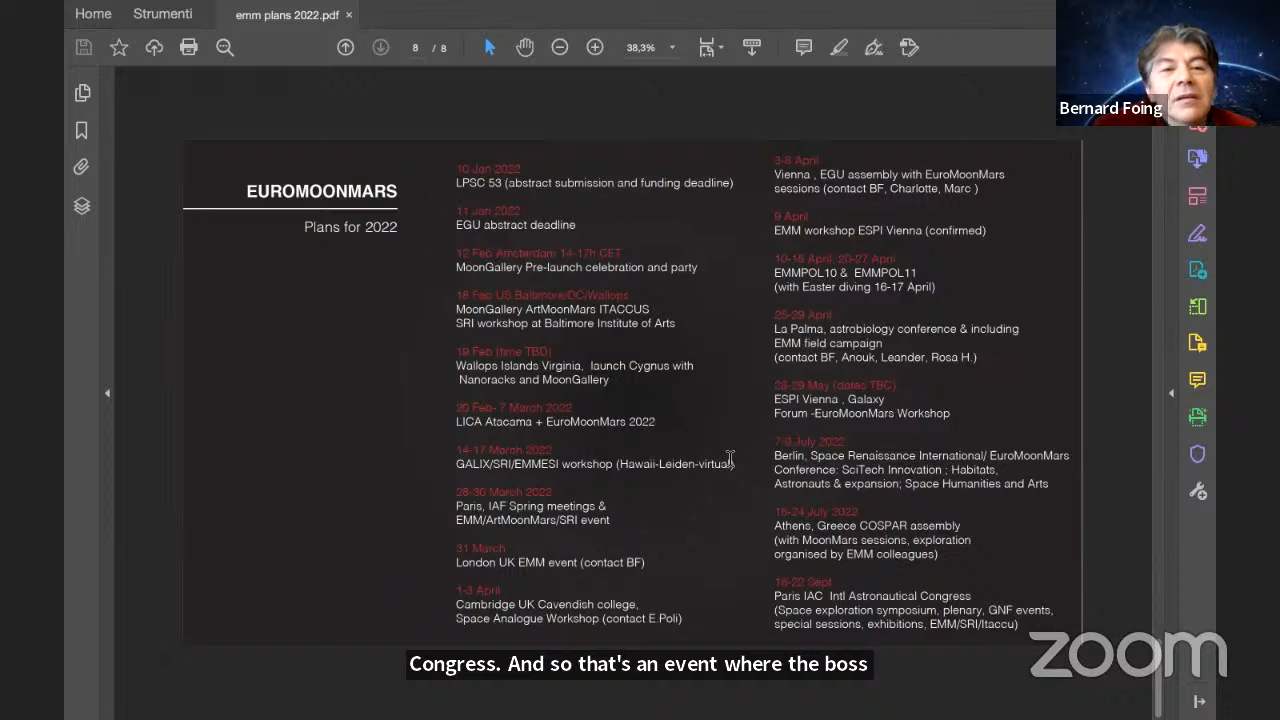 Home
Strumenti
emm plans 2022.pdf
8 / 8
38,3%
Bernard Foing
EUROMOONMARS
Plans for 2022
10 Jan 2022
LPSC 53 (abstract submission and funding deadline)
11 Jan 2022
EGU abstract deadline
12 Feb Amsterdam 14-17h CET
MoonGallery Pre-launch celebration and party
18 Feb US Baltimore/DC/Wallops
MoonGallery ArtMoonMars ITACCUS
SRI workshop at Baltimore Institute of Arts
19 Feb (time TBD)
Wallops Islands Virginia, launch Cygnus with
Nanoracks and MoonGallery
20 Feb- 7 March 2022
LICA Atacama + EuroMoonMars 2022
14-17 March 2022
GALIX/SRI/EMMESI workshop (Hawaii-Leiden-virtual)
28-30 March 2022
Paris, IAF Spring meetings &
EMM/ArtMoonMars/SRI event
31 March
London UK EMM event (contact BF)
1-3 April
Cambridge UK Cavendish college,
Space Analogue Workshop (contact E Poli)
3-8 April
Vienna , EGU assembly with EuroMoonMars
sessions (contact BF, Charlotte, Marc )
9 April
EMM workshop ESPI Vienna (confirmed)
10-15 April, 20-27 April
EMMPOL10 & EMMPOL11
(with Easter diving 16-17 April)
25-29 April
La Palma, astrobiology conference & including
EMM field campaign
(contact BF, Anouk, Leander, Rosa H.)
28-29 May (dates TBC)
ESPI Vienna , Galaxy
Forum -EuroMoonMars Workshop
7-9 July 2022
Berlin, Space Renaissance International/ EuroMoonMars
Conference: SciTech Innovation ; Habitats,
Astronauts & expansion; Space Humanities and Arts
16-24 July 2022
Athens, Greece COSPAR assembly
(with MoonMars sessions, exploration
organised by EMM colleagues)
18-22 Sept
Paris IAC Intl Astronautical Congress
(Space exploration symposium, plenary, GNF events,
special sessions, exhibitions, EMM/SRI/Itaccu)
zoom
Congress. And so that's an event where the boss